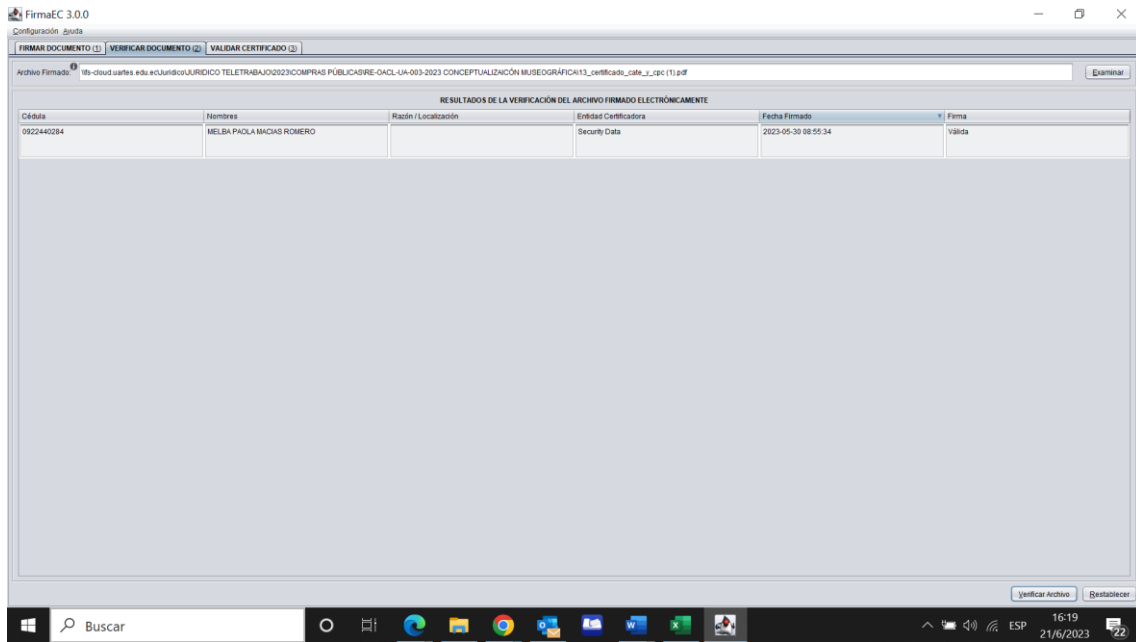 FirmaEC 3.0.0
Configuración Ayuda
FIRMAR DOCUMENTO (1) VERIFICAR DOCUMENTO (2) VALIDAR CERTIFICADO (3)
Archivo Firmado: \\fs-cloud.uartes.edu.ec\Juridico\JURIDICO TELETRABAJO\2023\COMPRAS PÚBLICAS\RE-OACL-UA-003-2023 CONCEPTUALIZAICÓN MUSEOGRÁFICA\13_certificado_cate_y_cpc (1).pdf Examinar
RESULTADOS DE LA VERIFICACIÓN DEL ARCHIVO FIRMADO ELECTRÓNICAMENTE
Cédula Nombres Razón / Localización Entidad Certificadora Fecha Firmado Firma
0922440284 MELBA PAOLA MACIAS ROMERO Security Data 2023-05-30 08:55:34 Válida
Verificar Archivo Restablecer
Buscar ESP 16:19
21/6/2023 22